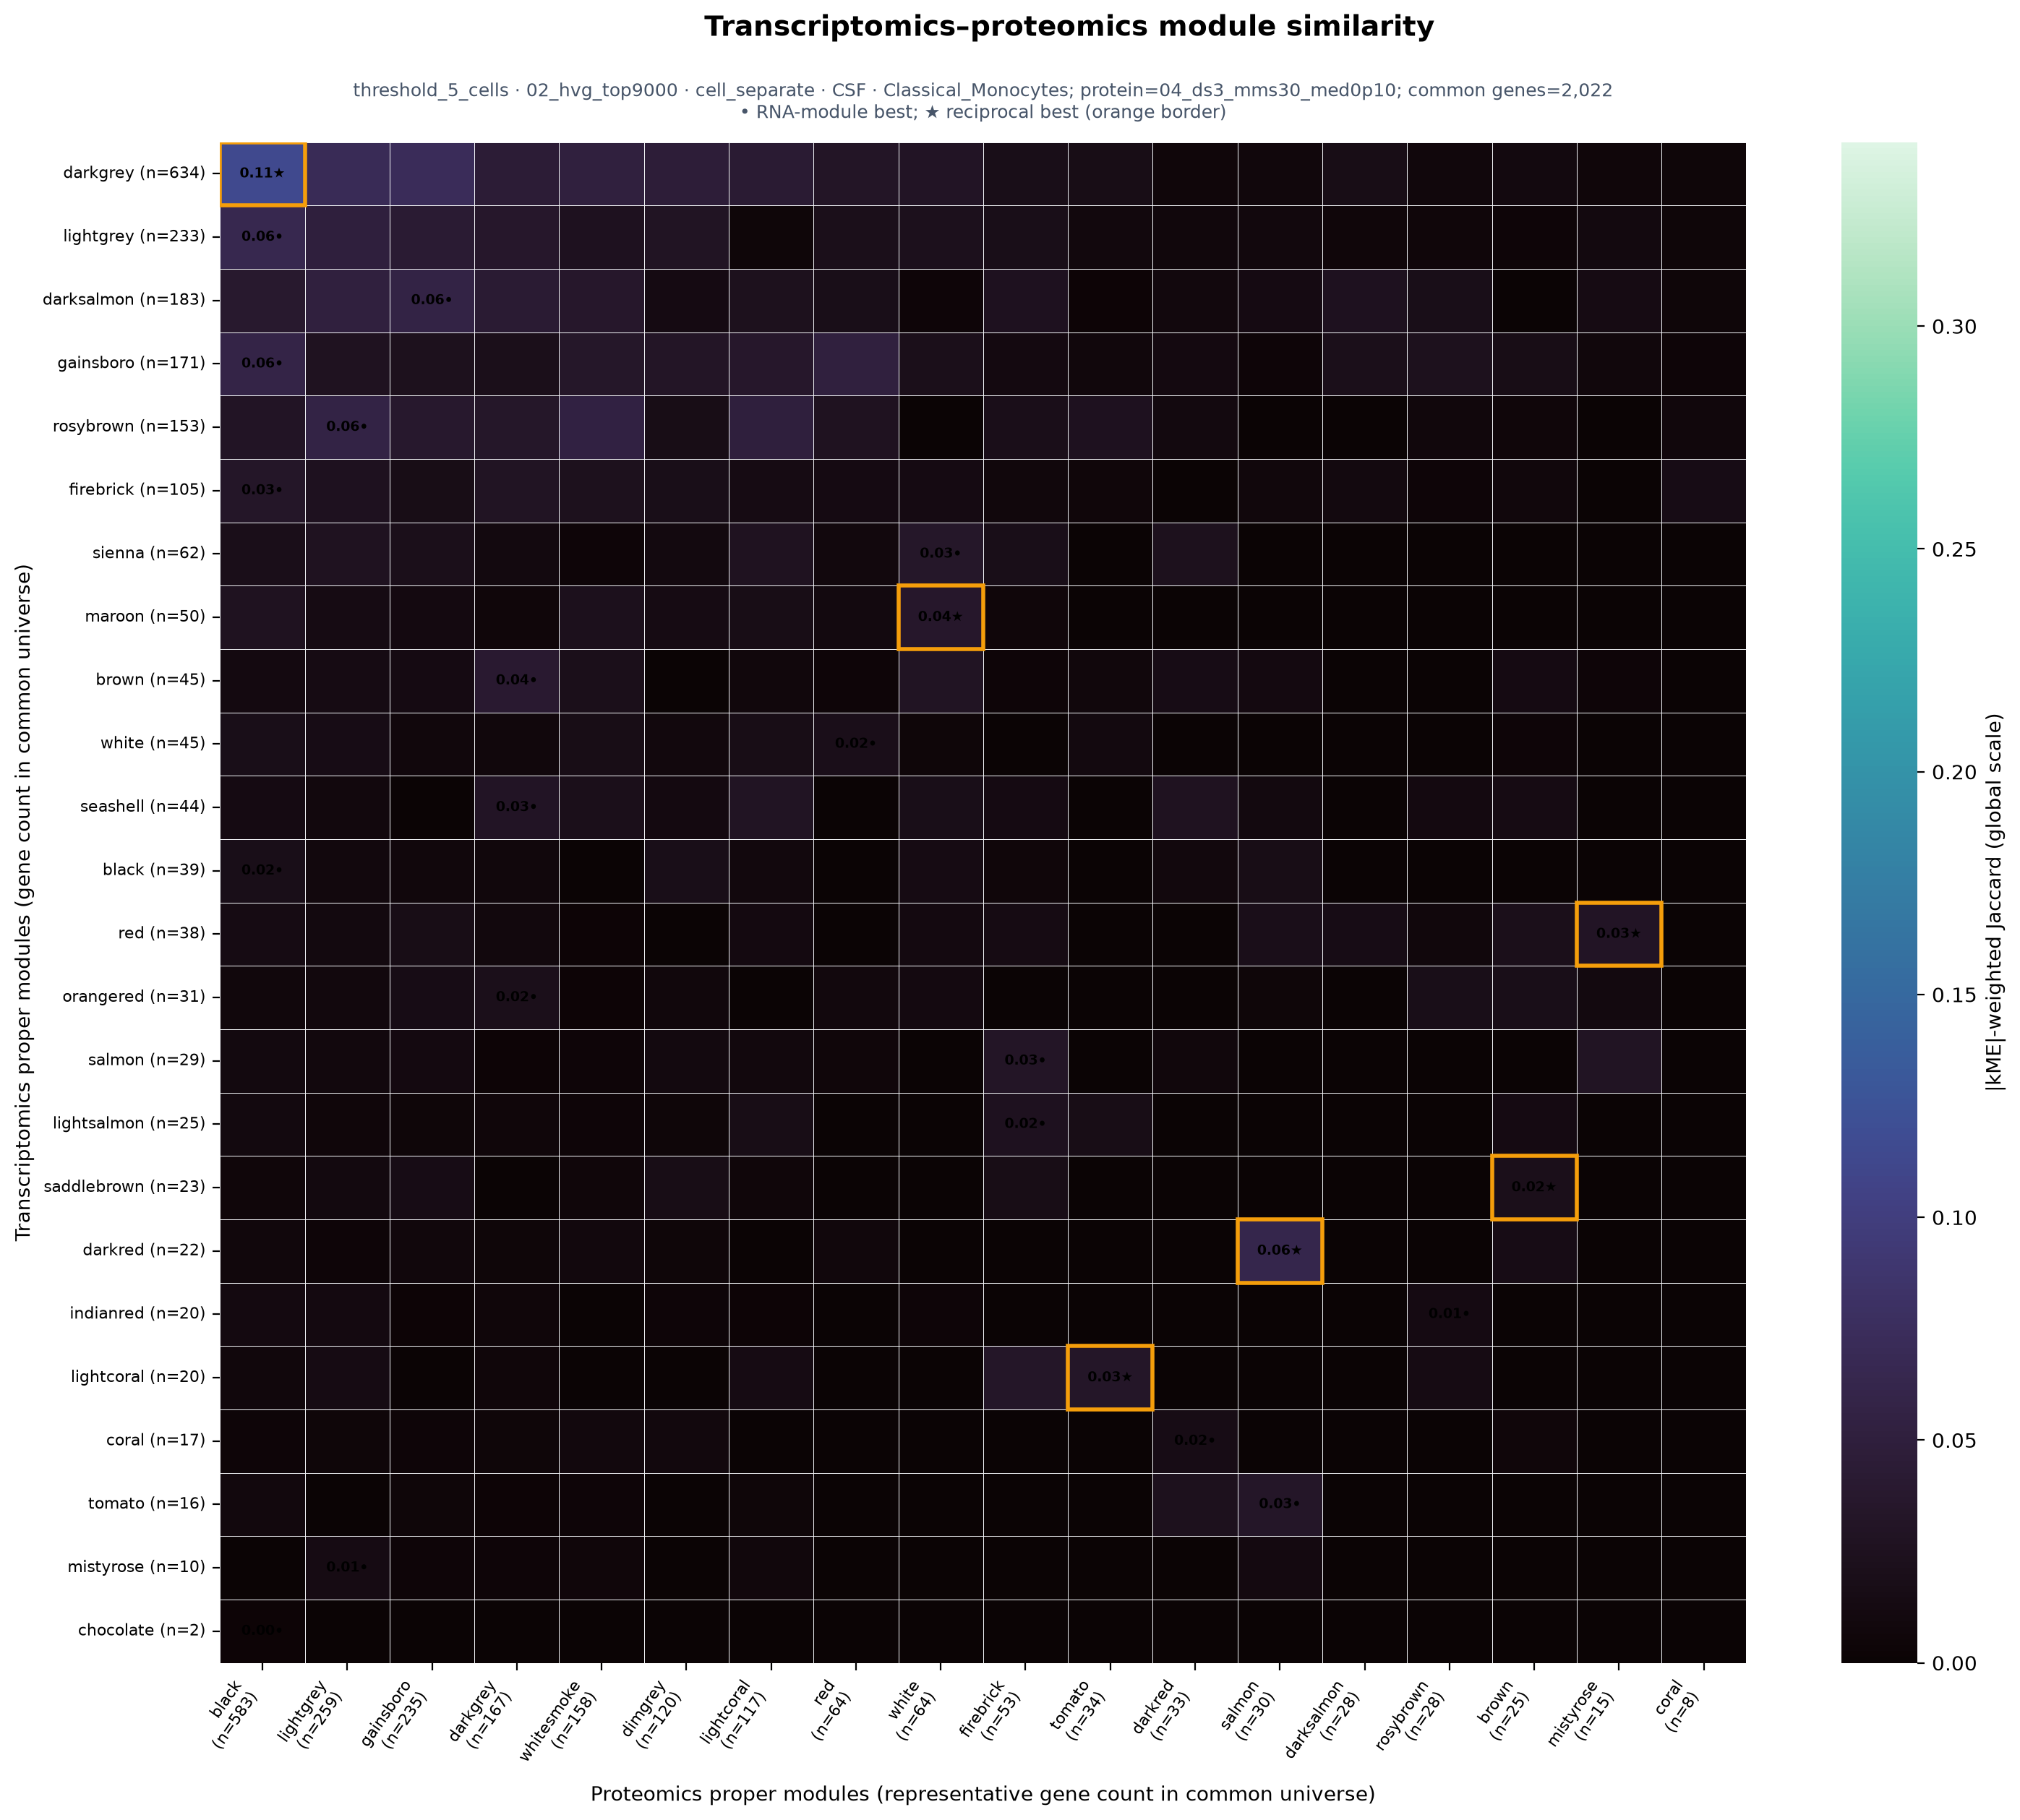 Transcriptomics–proteomics module similarity
threshold_5_cells · 02_hvg_top9000 · cell_separate · CSF · Classical_Monocytes; protein=04_ds3_mms30_med0p10; common genes=2,022
• RNA-module best; ★ reciprocal best (orange border)
Transcriptomics proper modules (gene count in common universe)
darkgrey (n=634)
0.11★
lightgrey (n=233)
0.06•
darksalmon (n=183)
0.06•
gainsboro (n=171)
0.06•
rosybrown (n=153)
0.06•
firebrick (n=105)
0.03•
sienna (n=62)
0.03•
maroon (n=50)
0.04★
brown (n=45)
0.04•
white (n=45)
0.02•
seashell (n=44)
0.03•
black (n=39)
0.02•
red (n=38)
0.03★
orangered (n=31)
0.02•
salmon (n=29)
0.03•
lightsalmon (n=25)
0.02•
saddlebrown (n=23)
0.02★
darkred (n=22)
0.06★
indianred (n=20)
0.01•
lightcoral (n=20)
0.03★
coral (n=17)
0.02•
tomato (n=16)
0.03•
mistyrose (n=10)
0.01•
chocolate (n=2)
0.00•
black
(n=583)
lightgrey
(n=259)
gainsboro
(n=235)
darkgrey
(n=167)
whitesmoke
(n=158)
dimgrey
(n=120)
lightcoral
(n=117)
red
(n=64)
white
(n=64)
firebrick
(n=53)
tomato
(n=34)
darkred
(n=33)
salmon
(n=30)
darksalmon
(n=28)
rosybrown
(n=28)
brown
(n=25)
mistyrose
(n=15)
coral
(n=8)
Proteomics proper modules (representative gene count in common universe)
0.30
0.25
0.20
0.15
0.10
0.05
0.00
|kME|-weighted Jaccard (global scale)